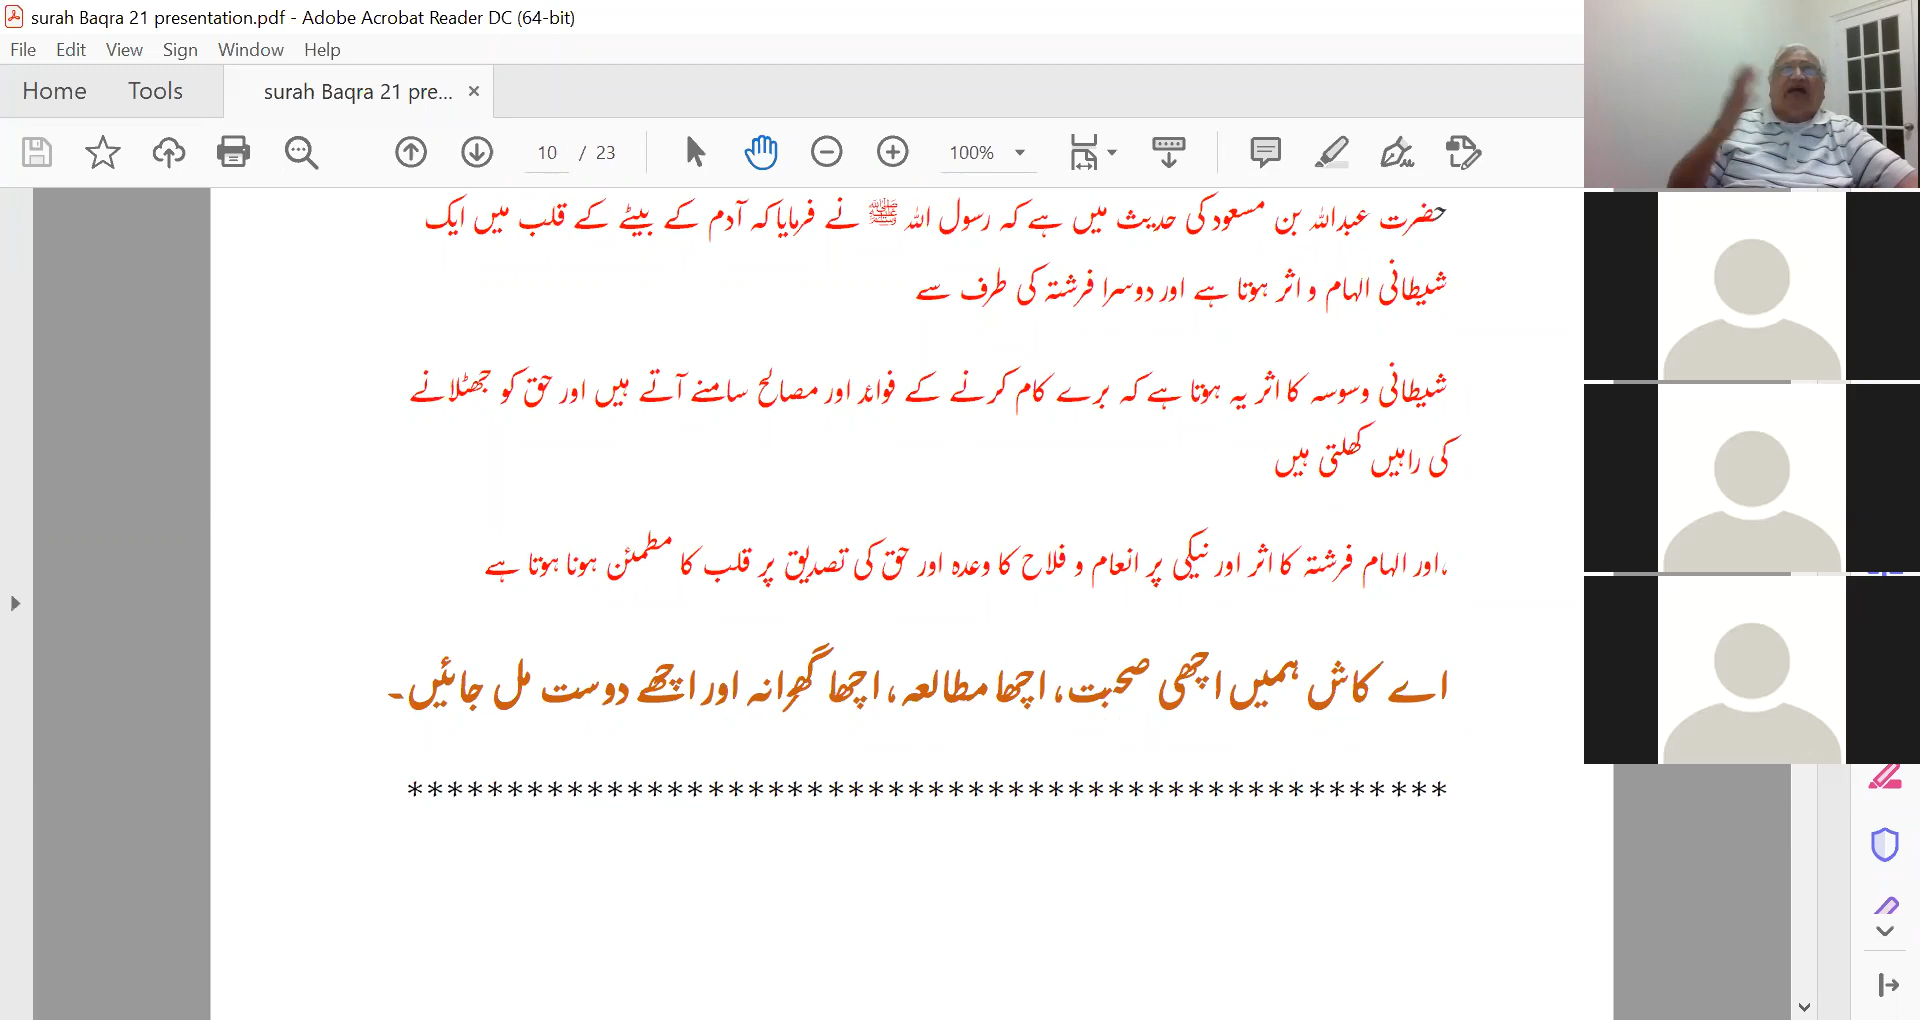 surah Baqra 21 presentation.pdf - Adobe Acrobat Reader DC (64-bit)
File Edit View Sign Window Help
Home Tools surah Baqra 21 pre... ×
10 / 23 100%
حضرت عبداللہ بن مسعود کی حدیث میں ہے کہ رسول اللہ ﷺ نے فرمایا کہ آدم کے بیٹے کے قلب میں ایک
شیطانی الہام و اثر ہوتا ہے اور دوسرا فرشتہ کی طرف سے
شیطانی وسوسہ کا اثر یہ ہوتا ہے کہ برے کام کرنے کے فوائد اور مصالح سامنے آتے ہیں اور حق کو جھٹلانے
کی راہیں کھلتی ہیں
،اور الہام فرشتہ کا اثر اور نیکی پر انعام و فلاح کا وعدہ اور حق کی تصدیق پر قلب کا مطمئن ہونا ہوتا ہے
اے کاش ہمیں اچھی صحبت، اچھا مطالعہ، اچھا گھرانہ اور اچھے دوست مل جائیں۔
****************************************************